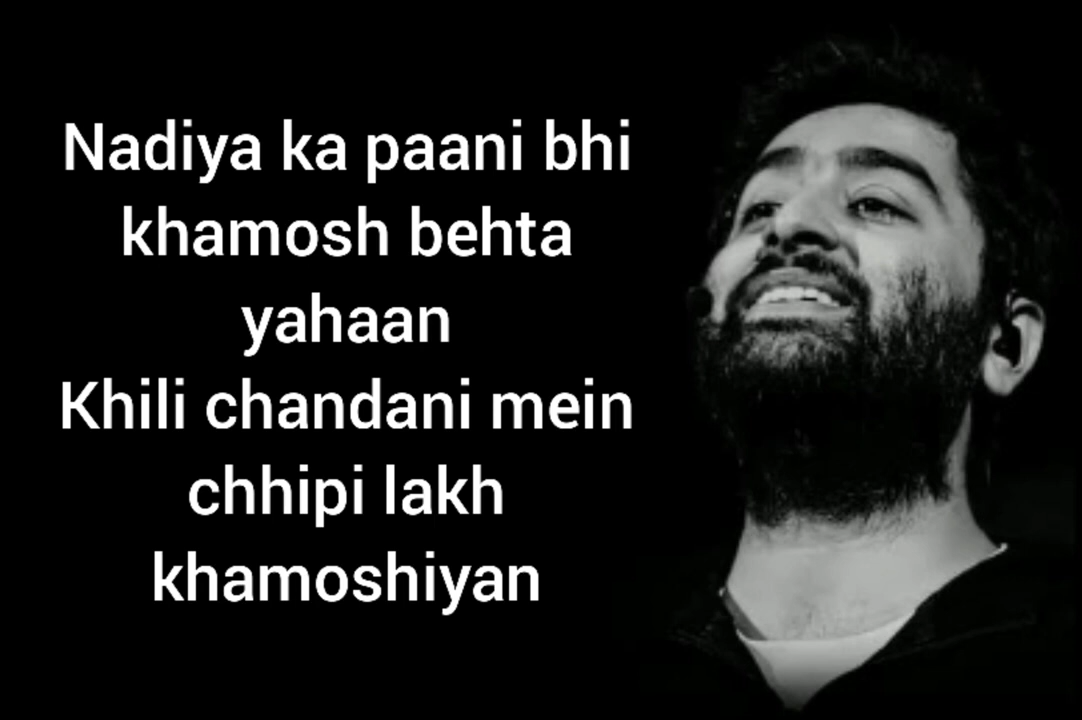 Nadiya ka paani bhi
khamosh behta
yahaan
Khili chandani mein
chhipi lakh
khamoshiyan